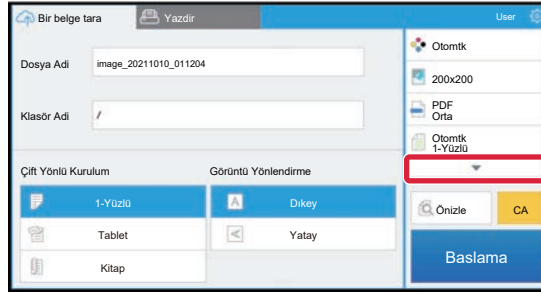 Bir belge tara
Yazdir
User
Dosya Adi
image_20211010_011204
Klasör Adi
/
Çift Yönlü Kurulum
Görüntü Yönlendirme
1-Yüzlü
Tablet
Kitap
A
Dıkey
A
Yatay
Otomtk
200x200
PDF
Orta
Otomtk
1-Yüzlü
Önizle
CA
Baslama